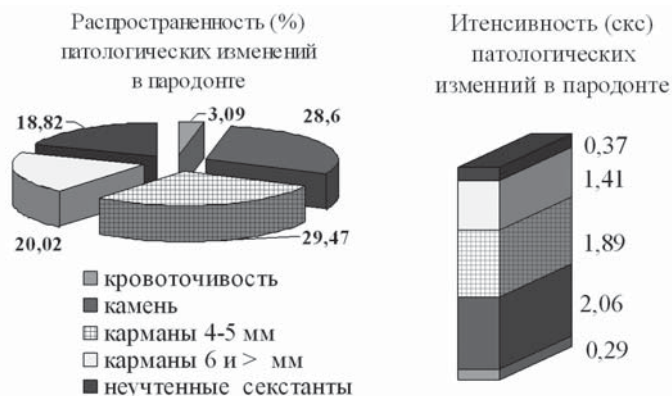 Распространенность (%)
патологических изменений
в пародонте
3,09
28,6
18,82
20,02
29,47
кровоточивость
камень
карманы 4-5 мм
карманы 6 и > мм
неучтенные секстанты
Итенсивность (скс)
патологических
изменний в пародонте
0,37
1,41
1,89
2,06
0,29